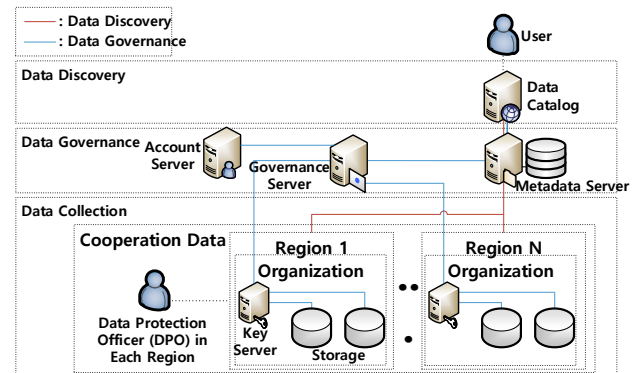 : Data Discovery
: Data Governance
User
Data Discovery
Data
Catalog
Data Governance
Account
Server
Governance
Server
Metadata Server
Data Collection
Cooperation Data
Region 1
Organization
Region N
Organization
Key
Server
Storage
Data Protection
Officer (DPO) in
Each Region